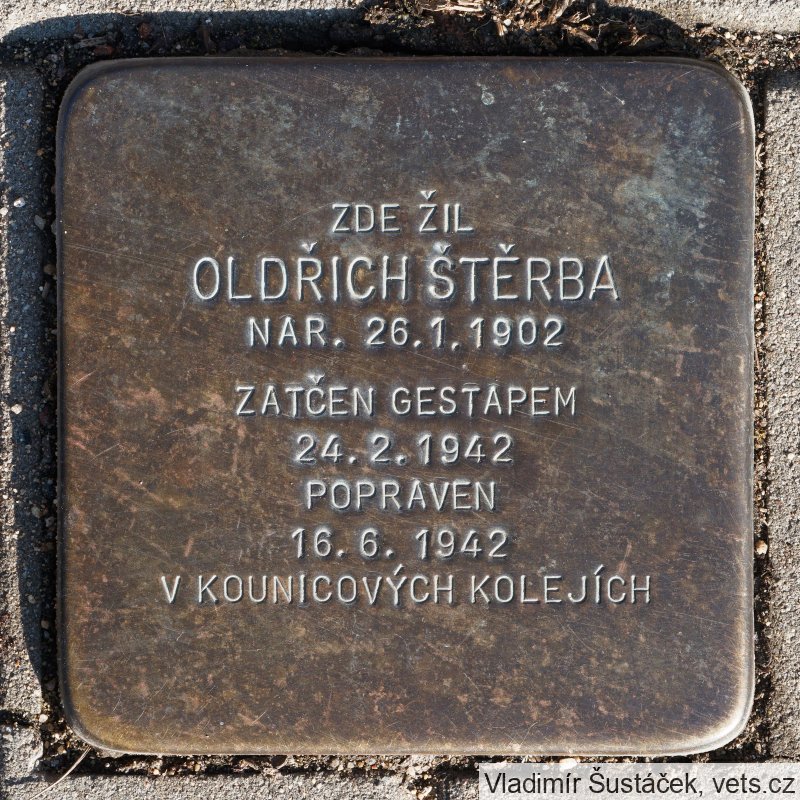 ZDE ŽIL
OLDŘICH ŠTĚRBA
NAR. 26.1.1902
ZATČEN GESTAPEM
24.2.1942
POPRAVEN
16.6.1942
V KOUNICOVÝCH KOLEJÍCH
Vladimír Šustáček, vets.cz